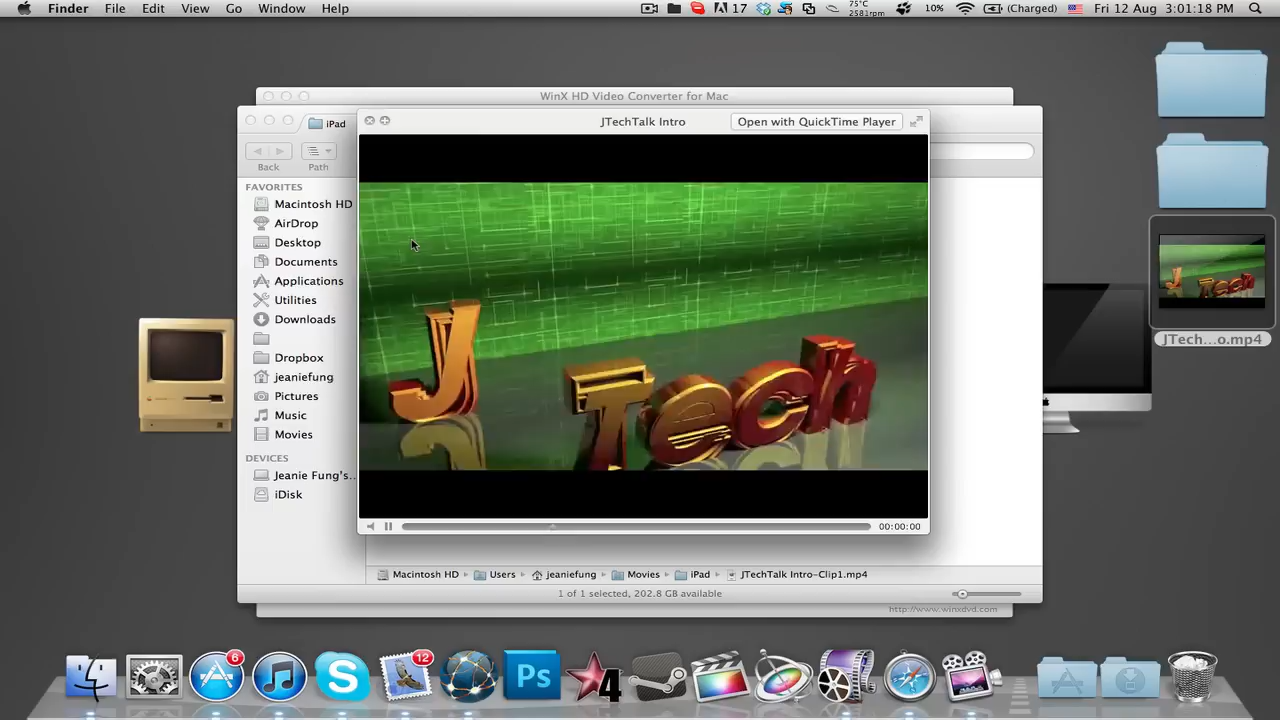 Finder File Edit View Go Window Help
17 75°C 2581rpm 10% (Charged) Fri 12 Aug 3:01:18 PM
WinX HD Video Converter for Mac
iPad
JTechTalk Intro
Open with QuickTime Player
Back Path
FAVORITES
Macintosh HD
AirDrop
Desktop
Documents
Applications
Utilities
Downloads
Dropbox
jeaniefung
Pictures
Music
Movies
DEVICES
Jeanie Fung's...
iDisk
J Tech
00:00:00
J Tech
JTech...o.mp4
Macintosh HD Users jeaniefung Movies iPad JTechTalk Intro-Clip1.mp4
1 of 1 selected, 202.8 GB available
http://www.winxdvd.com
6 12 Ps 4